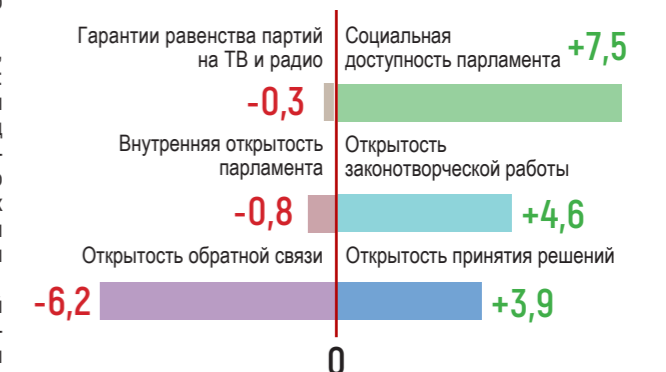 Гарантии равенства партий
на ТВ и радио
-0,3
Социальная
доступность парламента
+7,5
Внутренняя открытость
парламента
-0,8
Открытость
законотворческой работы
+4,6
Открытость обратной связи
-6,2
Открытость принятия решений
+3,9
0